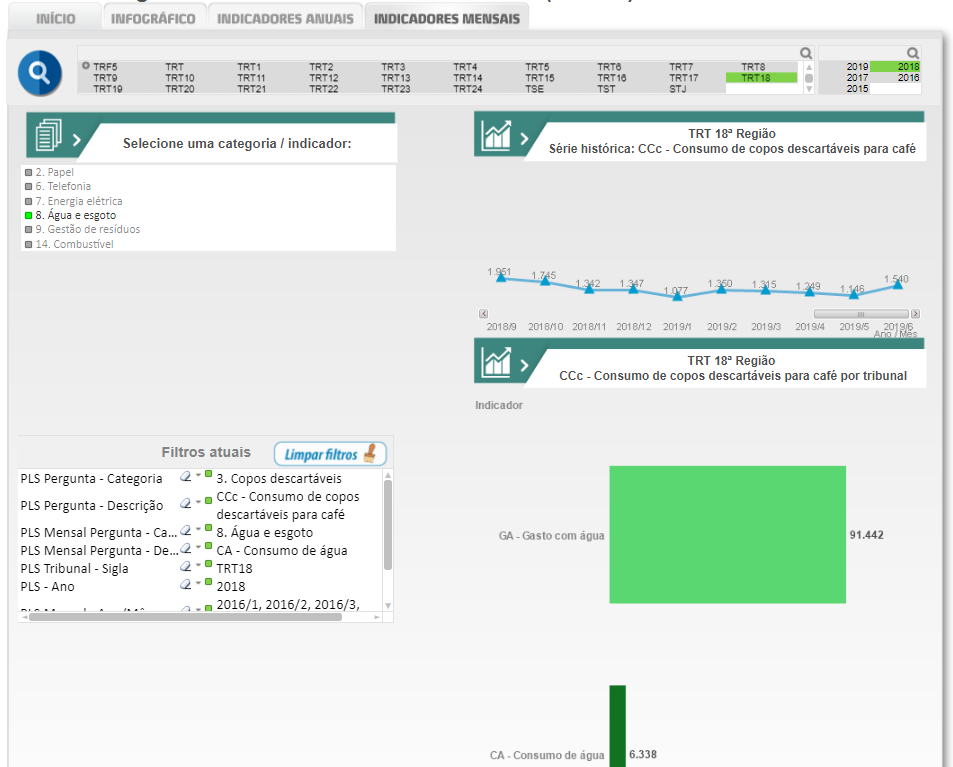 INÍCIO INFOGRÁFICO INDICADORES ANUAIS INDICADORES MENSAIS
TRF5 TRT TRT1 TRT2 TRT3 TRT4 TRT5 TRT6 TRT7 TRT8
TRT9 TRT10 TRT11 TRT12 TRT13 TRT14 TRT15 TRT16 TRT17 TRT18
TRT19 TRT20 TRT21 TRT22 TRT23 TRT24 TSE TST STJ
2019 2018
2017 2016
2015
Selecione uma categoria / indicador:
2. Papel
6. Telefonia
7. Energia elétrica
8. Água e esgoto
9. Gestão de resíduos
14. Combustível
TRT 18ª Região
Série histórica: CCc - Consumo de copos descartáveis para café
1.951 1.745 1.342 1.347 1.077 1.350 1.315 1.249 1.146 1.540
2018/9 2018/10 2018/11 2018/12 2019/1 2019/2 2019/3 2019/4 2019/5 2019/6
Ano / Mês
TRT 18ª Região
CCc - Consumo de copos descartáveis para café por tribunal
Indicador
GA - Gasto com água 91.442
CA - Consumo de água 6.338
Filtros atuais Limpar filtros
PLS Pergunta - Categoria 3. Copos descartáveis
PLS Pergunta - Descrição CCc - Consumo de copos
descartáveis para café
PLS Mensal Pergunta - Ca... 8. Água e esgoto
PLS Mensal Pergunta - De... CA - Consumo de água
PLS Tribunal - Sigla TRT18
PLS - Ano 2018
2016/1, 2016/2, 2016/3,